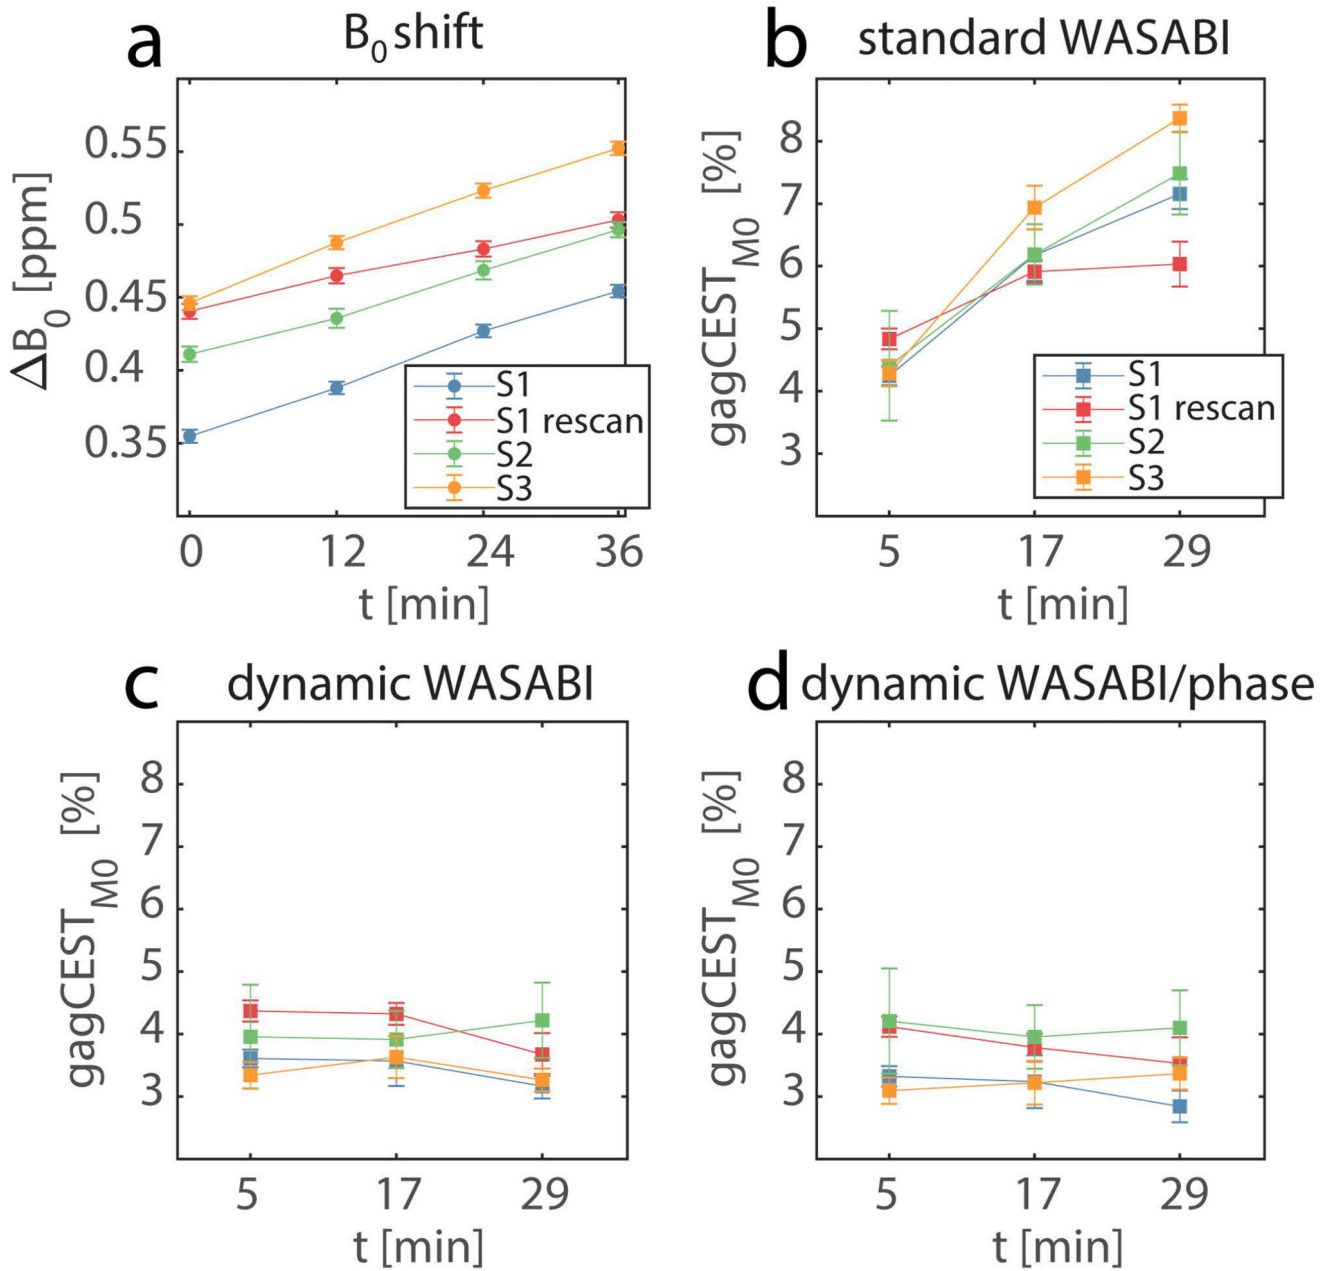 a
B0 shift
ΔB0 [ppm]
0.55
0.5
0.45
0.4
0.35
0 12 24 36
t [min]
S1
S1 rescan
S2
S3
b
standard WASABI
gagCESTM0 [%]
8
7
6
5
4
3
5 17 29
t [min]
S1
S1 rescan
S2
S3
c
dynamic WASABI
gagCESTM0 [%]
8
7
6
5
4
3
5 17 29
t [min]
d
dynamic WASABI/phase
gagCESTM0 [%]
8
7
6
5
4
3
5 17 29
t [min]